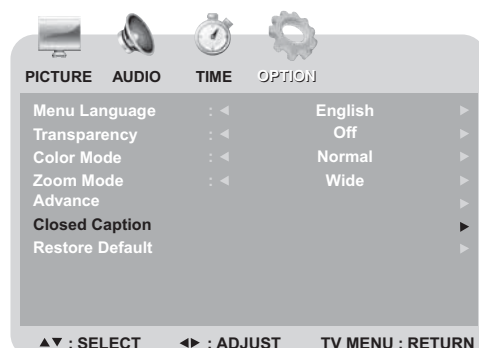 PICTURE AUDIO TIME OPTION
Menu Language : ◄ English ►
Transparency : ◄ Off ►
Color Mode : ◄ Normal ►
Zoom Mode : ◄ Wide ►
Advance ►
Closed Caption ►
Restore Default ►
▲▼ : SELECT ◄► : ADJUST TV MENU : RETURN